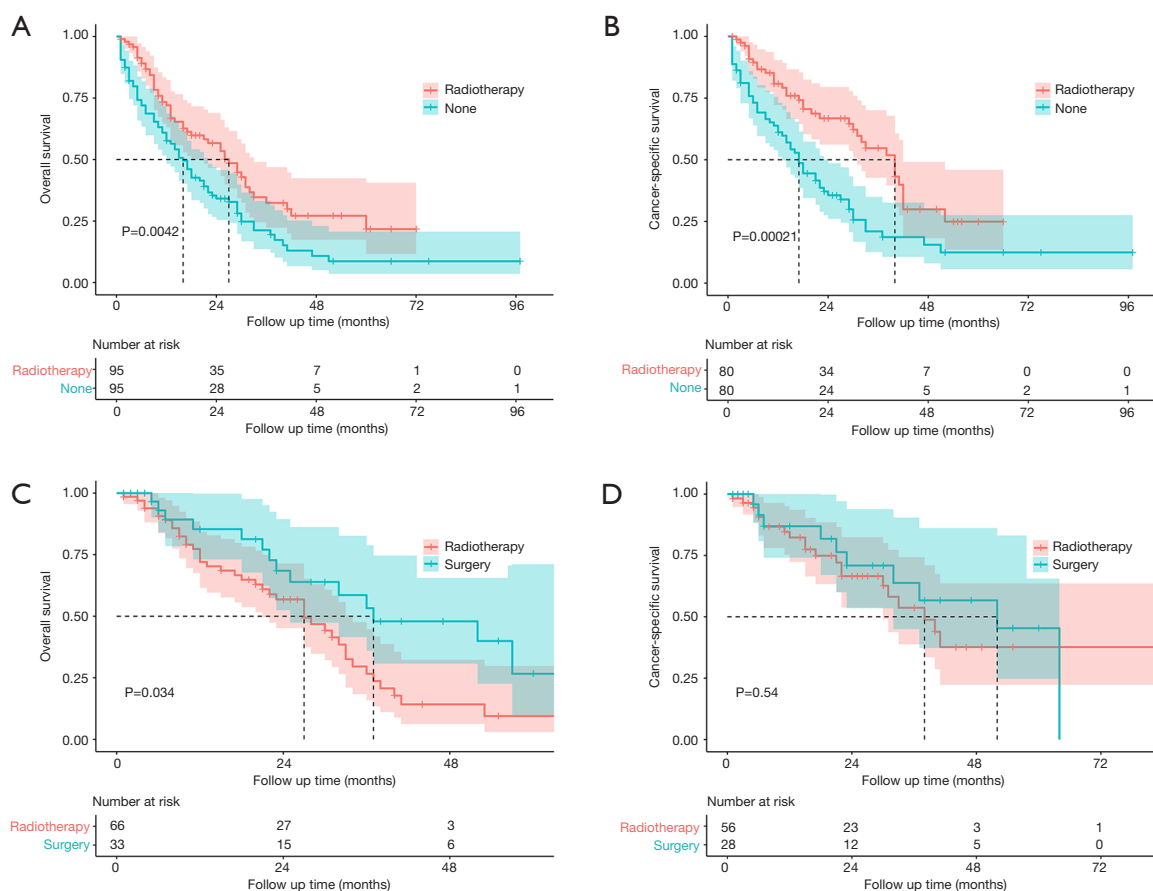 A
Overall survival
1.00
0.75
0.50
0.25
0.00
Radiotherapy
None
P=0.0042
0 24 48 72 96
Follow up time (months)
Number at risk
Radiotherapy 95 35 7 1 0
None 95 28 5 2 1
0 24 48 72 96
Follow up time (months)
B
Cancer-specific survival
1.00
0.75
0.50
0.25
0.00
Radiotherapy
None
P=0.00021
0 24 48 72 96
Follow up time (months)
Number at risk
Radiotherapy 80 34 7 0 0
None 80 24 5 2 1
0 24 48 72 96
Follow up time (months)
C
Overall survival
1.00
0.75
0.50
0.25
0.00
Radiotherapy
Surgery
P=0.034
0 24 48
Follow up time (months)
Number at risk
Radiotherapy 66 27 3
Surgery 33 15 6
0 24 48
Follow up time (months)
D
Cancer-specific survival
1.00
0.75
0.50
0.25
0.00
Radiotherapy
Surgery
P=0.54
0 24 48 72
Follow up time (months)
Number at risk
Radiotherapy 56 23 3 1
Surgery 28 12 5 0
0 24 48 72
Follow up time (months)